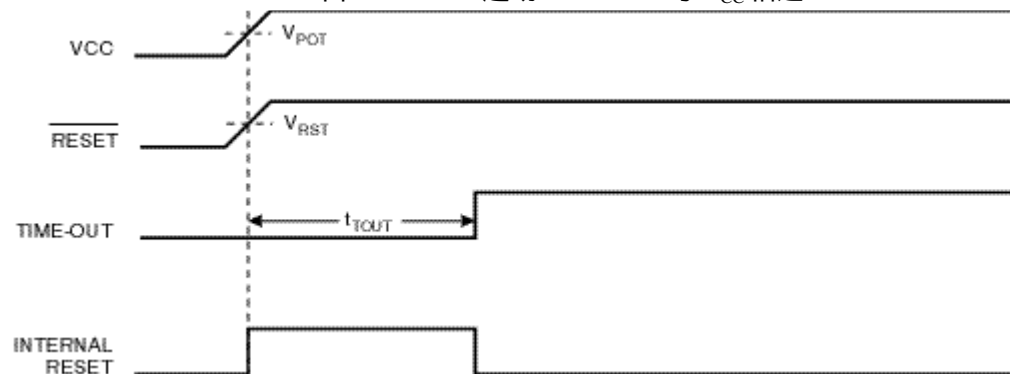 VCC
VPOT
RESET
VRST
TIME-OUT
tTOUT
INTERNAL
RESET